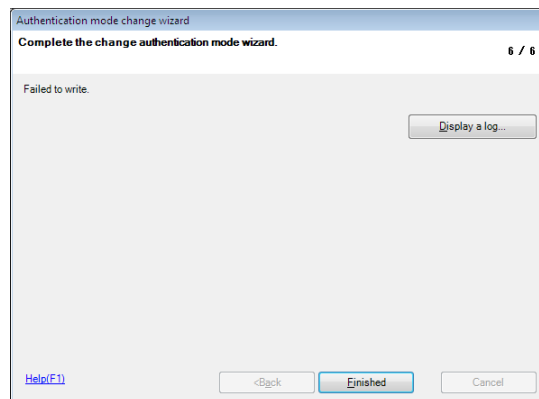 Authentication mode change wizard
Complete the change authentication mode wizard.
6 / 6
Failed to write.
Display a log...
Help(F1)
<Back
Finished
Cancel